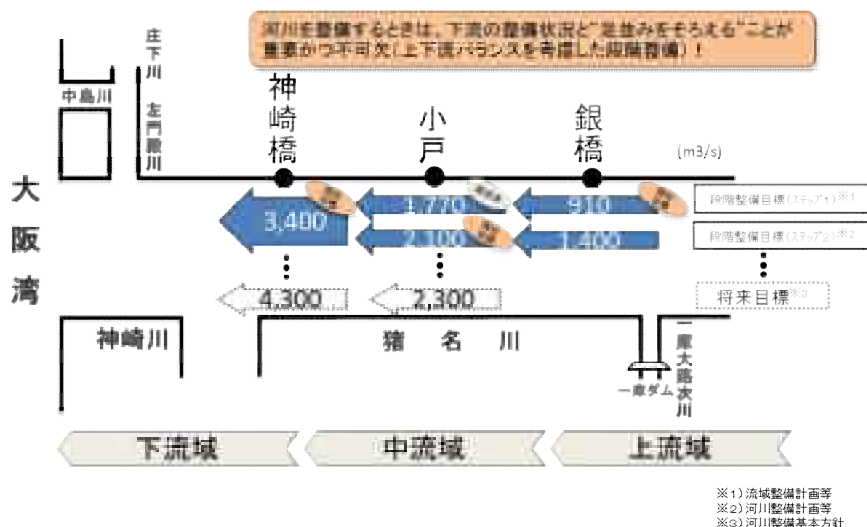 河川を整備するときは、下流の整備状況と“足並みをそろえる”ことが
重要かつ不可欠(上下流バランスを考慮した段階整備)!
庄下川
中島川
左門殿川
神崎橋
小戸
銀橋
(m3/s)
大阪湾
3,400
1,770
910
段階整備目標(ステップ1)※1
2,100
1,400
段階整備目標(ステップ2)※2
4,300
2,300
将来目標※3
神崎川
猪名川
一庫ダム
一庫大路次川
下流域
中流域
上流域
※1)流域整備計画等
※2)河川整備計画等
※3)河川整備基本方針